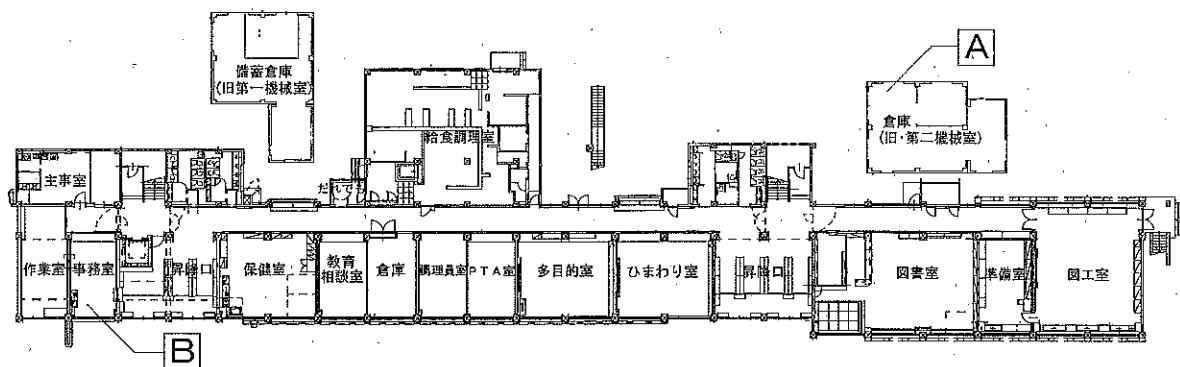 A
備蓄倉庫
(旧第一機械室)
倉庫
(旧・第二機械室)
給食調理室
主事室
だれでも
作業室
事務室
昇降口
保健室
教育
相談室
倉庫
調理員室
PTA室
多目的室
ひまわり室
昇降口
図書室
準備室
図工室
B